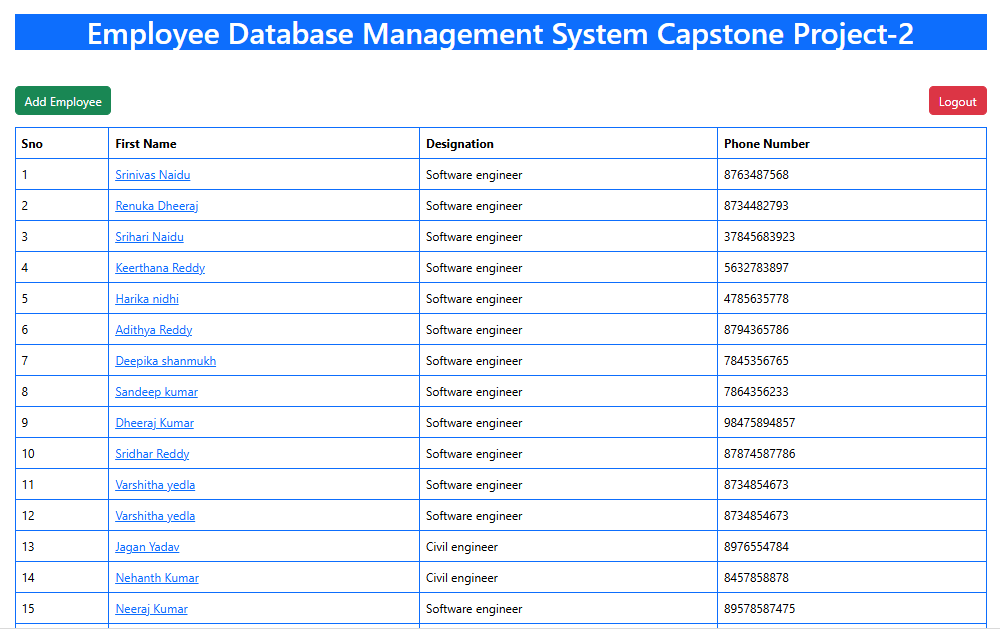 Employee Database Management System Capstone Project-2
Add Employee Logout
Sno First Name Designation Phone Number
1 Srinivas Naidu Software engineer 8763487568
2 Renuka Dheeraj Software engineer 8734482793
3 Srihari Naidu Software engineer 37845683923
4 Keerthana Reddy Software engineer 5632783897
5 Harika nidhi Software engineer 4785635778
6 Adithya Reddy Software engineer 8794365786
7 Deepika shanmukh Software engineer 7845356765
8 Sandeep kumar Software engineer 7864356233
9 Dheeraj Kumar Software engineer 98475894857
10 Sridhar Reddy Software engineer 87874587786
11 Varshitha yedla Software engineer 8734854673
12 Varshitha yedla Software engineer 8734854673
13 Jagan Yadav Civil engineer 8976554784
14 Nehanth Kumar Civil engineer 8457858878
15 Neeraj Kumar Software engineer 89578587475